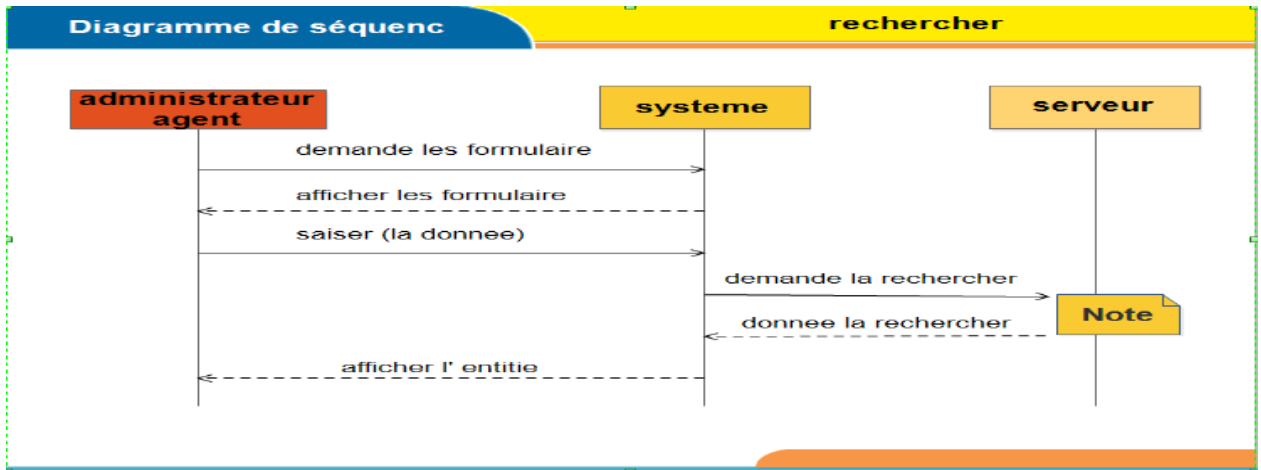 Diagramme de séquenc
rechercher
administrateur
agent
systeme
serveur
demande les formulaire
afficher les formulaire
saiser (la donnee)
demande la rechercher
Note
donnee la rechercher
afficher l' entitie